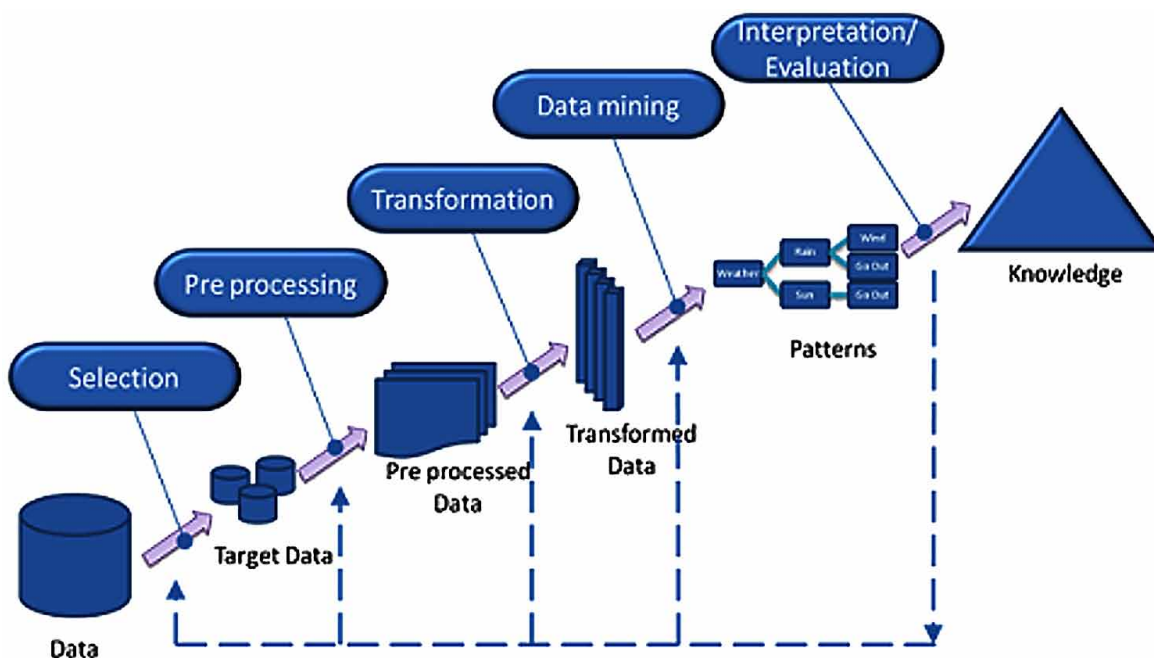 Interpretation/
Evaluation
Data mining
Transformation
Pre processing
Selection
Data
Target Data
Pre processed
Data
Transformed
Data
Weather
Rain
Sun
Wind
Go Out
Go Out
Patterns
Knowledge